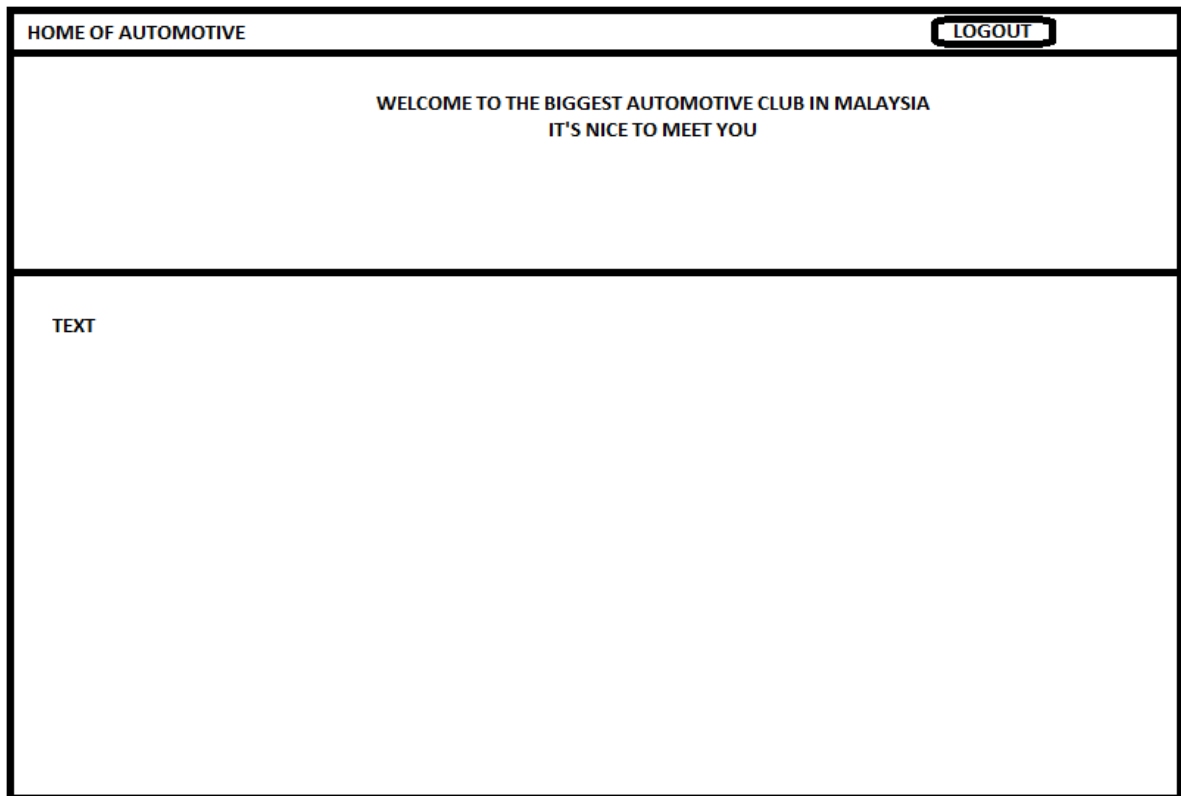 HOME OF AUTOMOTIVE
LOGOUT
WELCOME TO THE BIGGEST AUTOMOTIVE CLUB IN MALAYSIA
IT'S NICE TO MEET YOU
TEXT